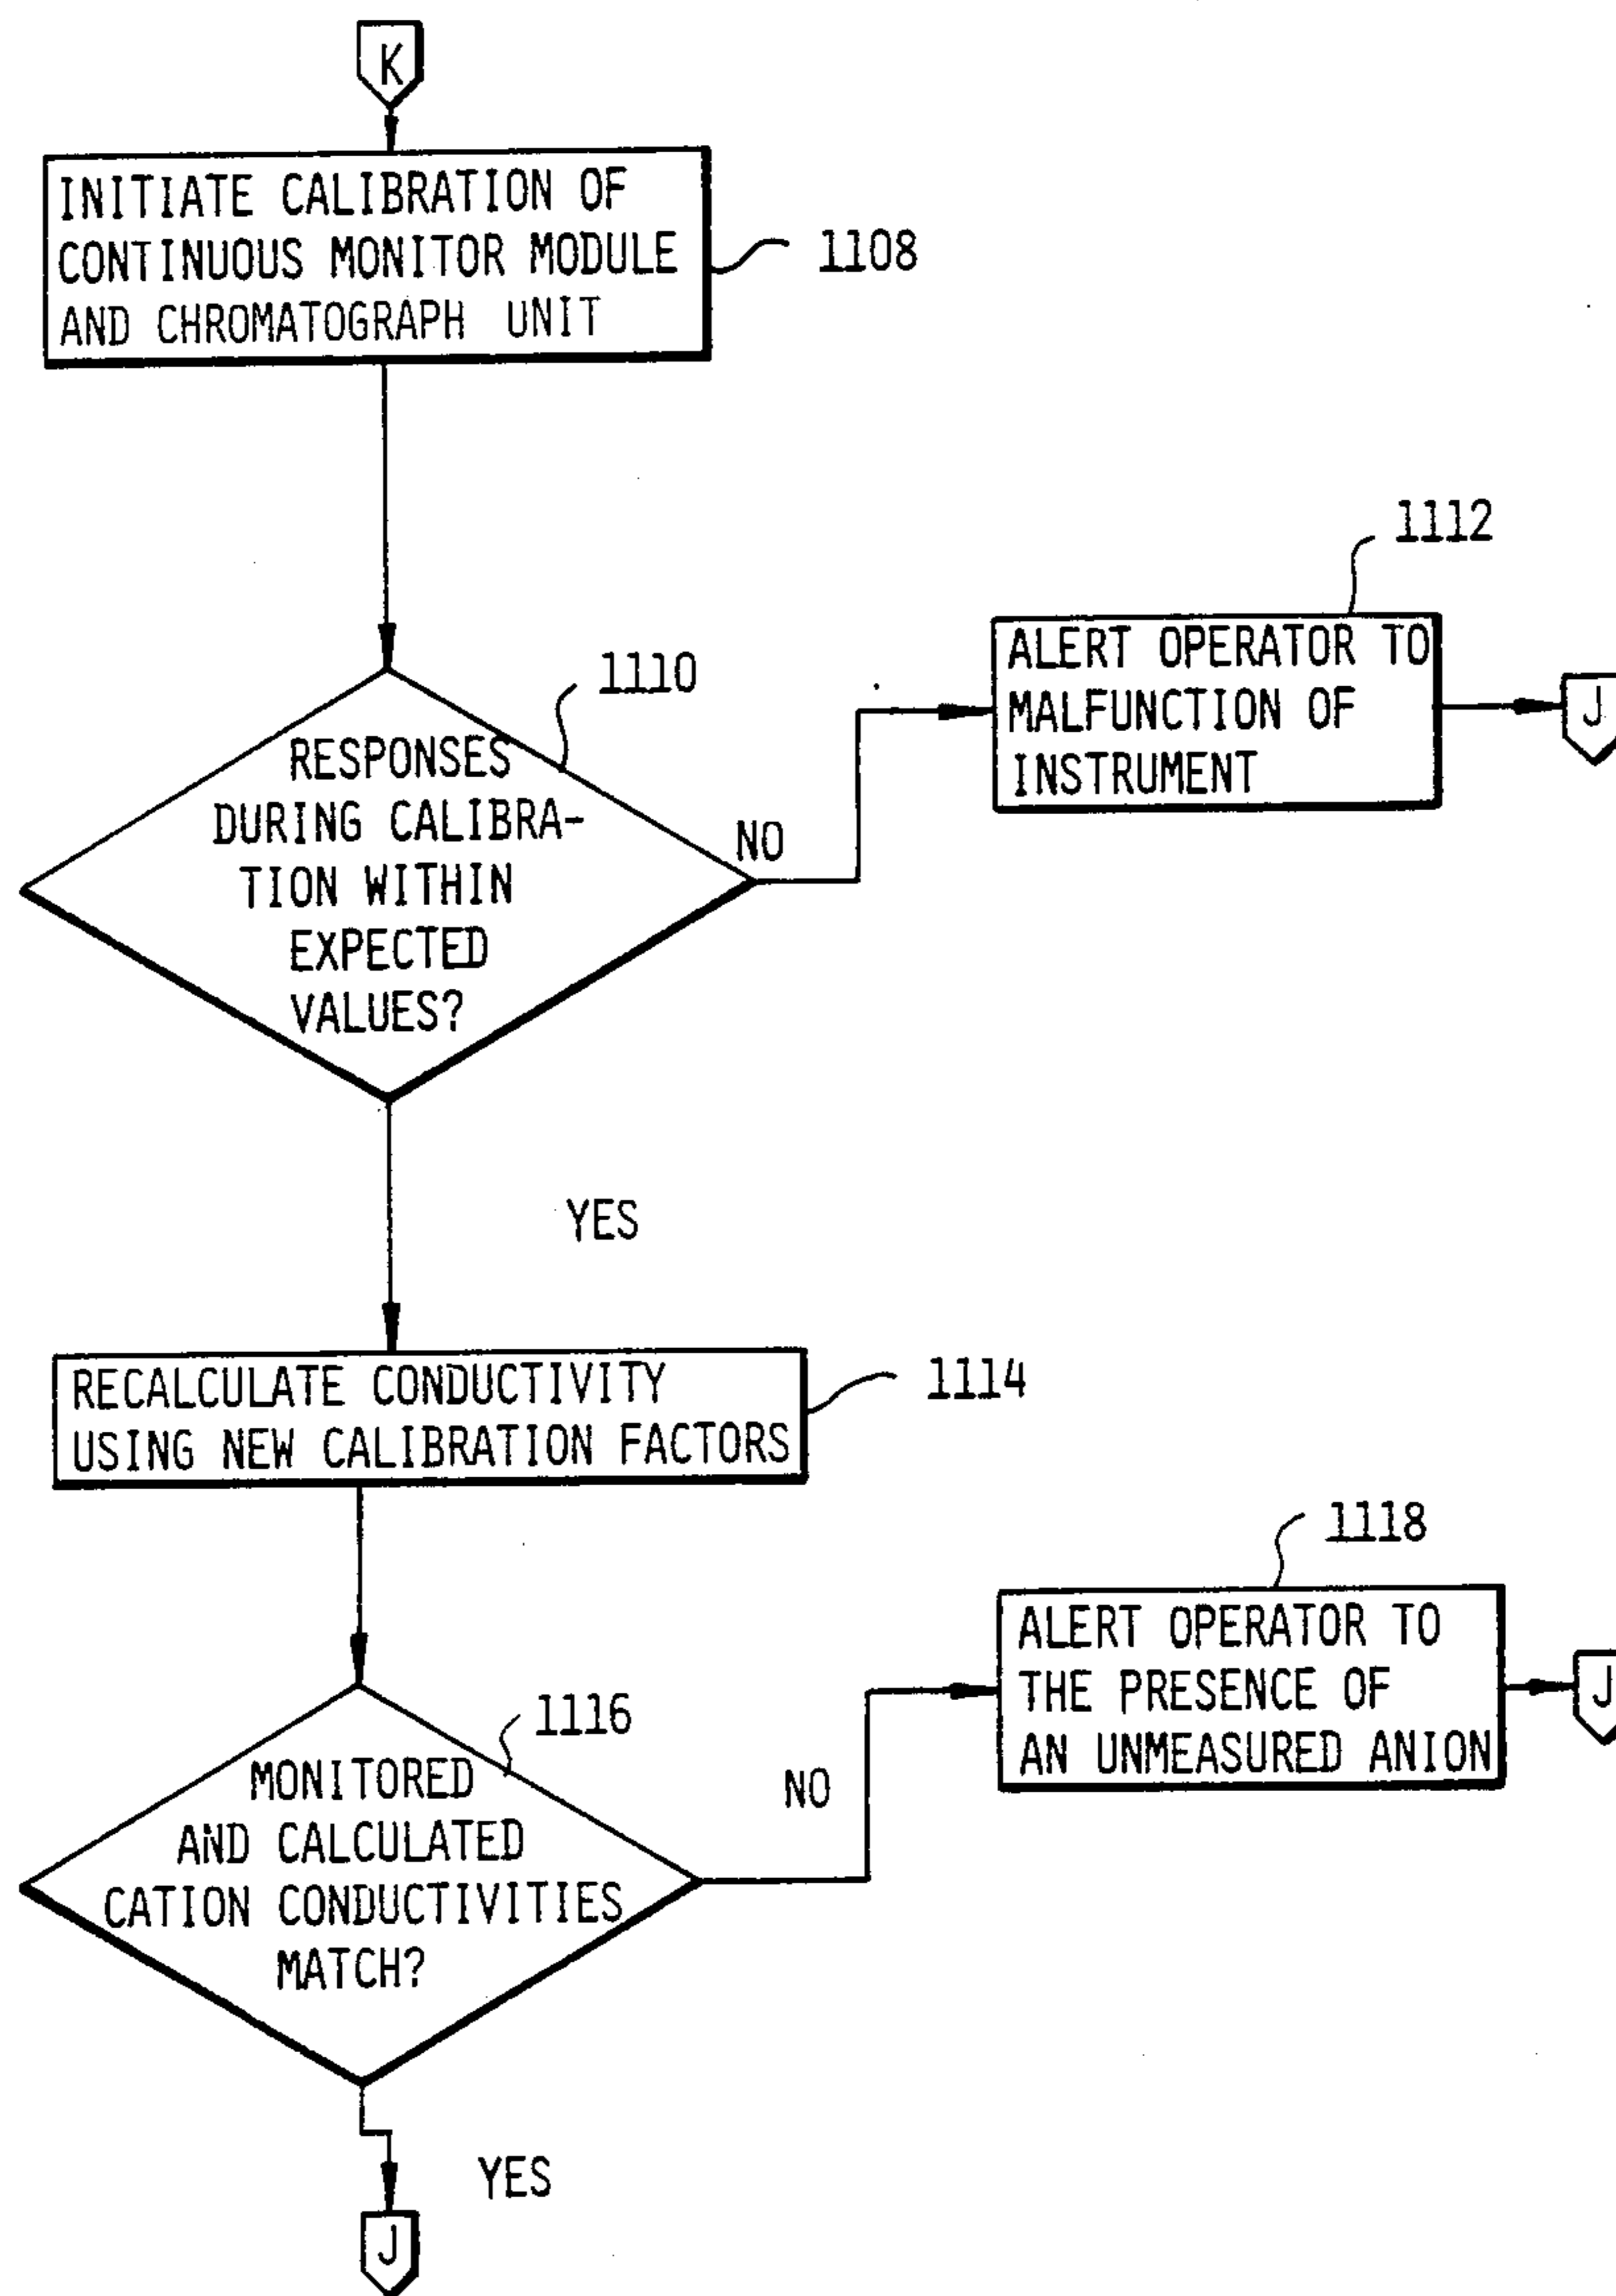 K
INITIATE CALIBRATION OF
CONTINUOUS MONITOR MODULE
AND CHROMATOGRAPH UNIT
1108
1110
RESPONSES
DURING CALIBRA-
TION WITHIN
EXPECTED
VALUES?
NO
1112
ALERT OPERATOR TO
MALFUNCTION OF
INSTRUMENT
J
YES
RECALCULATE CONDUCTIVITY
USING NEW CALIBRATION FACTORS
1114
1116
MONITORED
AND CALCULATED
CATION CONDUCTIVITIES
MATCH?
NO
1118
ALERT OPERATOR TO
THE PRESENCE OF
AN UNMEASURED ANION
J
YES
J